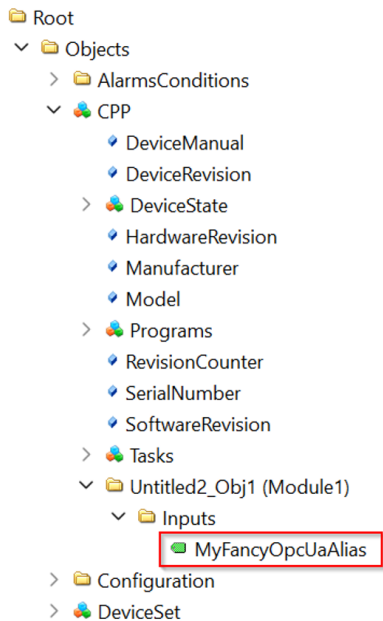 Root
Objects
AlarmsConditions
CPP
DeviceManual
DeviceRevision
DeviceState
HardwareRevision
Manufacturer
Model
Programs
RevisionCounter
SerialNumber
SoftwareRevision
Tasks
Untitled2_Obj1 (Module1)
Inputs
MyFancyOpcUaAlias
Configuration
DeviceSet